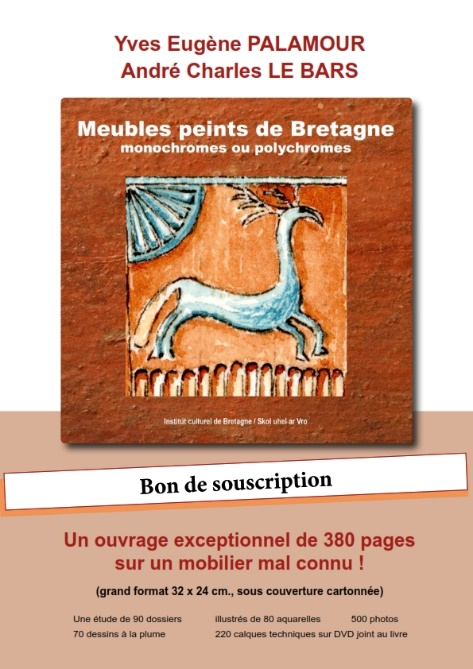 Yves Eugène PALAMOUR
André Charles LE BARS
Meubles peints de Bretagne
monochromes ou polychromes
Institut culturel de Bretagne / Skol uhel ar Vro
Bon de souscription
Un ouvrage exceptionnel de 380 pages
sur un mobilier mal connu !
(grand format 32 x 24 cm., sous couverture cartonnée)
Une étude de 90 dossiers illustrés de 80 aquarelles 500 photos
70 dessins à la plume 220 calques techniques sur DVD joint au livre